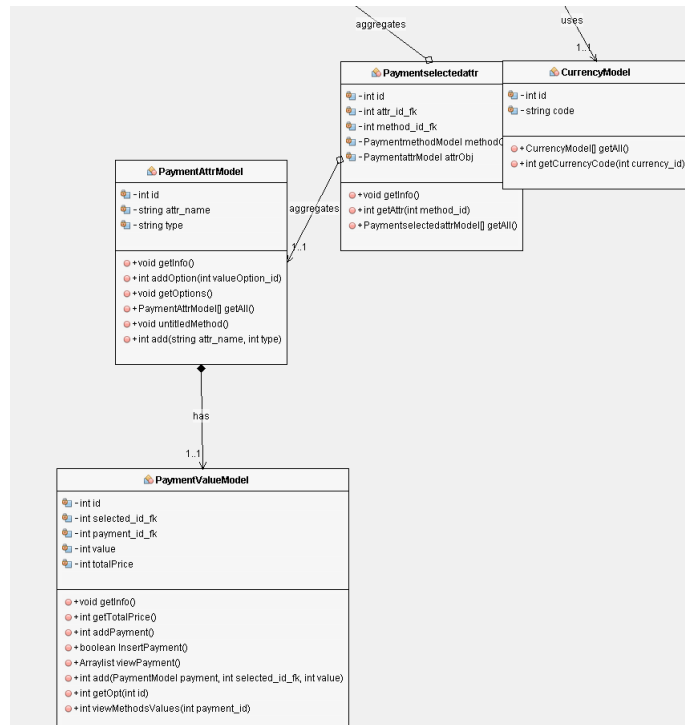 aggregates
uses
1..1
Paymentselectedattr
- int id
- int attr_id_fk
- int method_id_fk
- PaymentmethodModel methodO
- PaymentattrModel attrObj
+ void getInfo()
+ int getAttr(int method_id)
+ PaymentselectedattrModel[] getAll()
CurrencyModel
- int id
- string code
+ CurrencyModel[] getAll()
+ int getCurrencyCode(int currency_id)
PaymentAttrModel
- int id
- string attr_name
- string type
+ void getInfo()
+ int addOption(int valueOption_id)
+ void getOptions()
+ PaymentAttrModel[] getAll()
+ void untitledMethod()
+ int add(string attr_name, int type)
aggregates
1..1
has
1..1
PaymentValueModel
- int id
- int selected_id_fk
- int payment_id_fk
- int value
- int totalPrice
+ void getInfo()
+ int getTotalPrice()
+ int addPayment()
+ boolean InsertPayment()
+ Arraylist viewPayment()
+ int add(PaymentModel payment, int selected_id_fk, int value)
+ int getOpt(int id)
+ int viewMethodsValues(int payment_id)